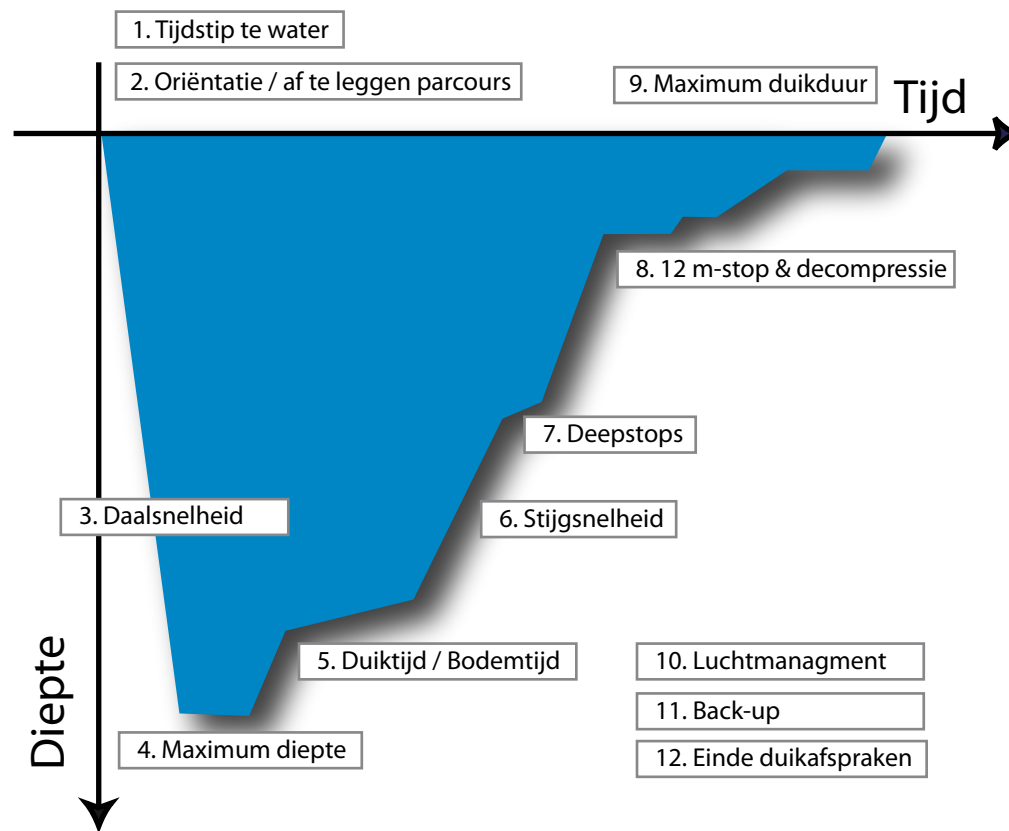 1. Tijdstip te water
2. Oriëntatie / af te leggen parcours
9. Maximum duikduur
Tijd
8. 12 m-stop & decompressie
7. Deepstops
3. Daalsnelheid
6. Stijgsnelheid
5. Duiktijd / Bodemtijd
10. Luchtmanagment
11. Back-up
4. Maximum diepte
12. Einde duikafspraken
Diepte